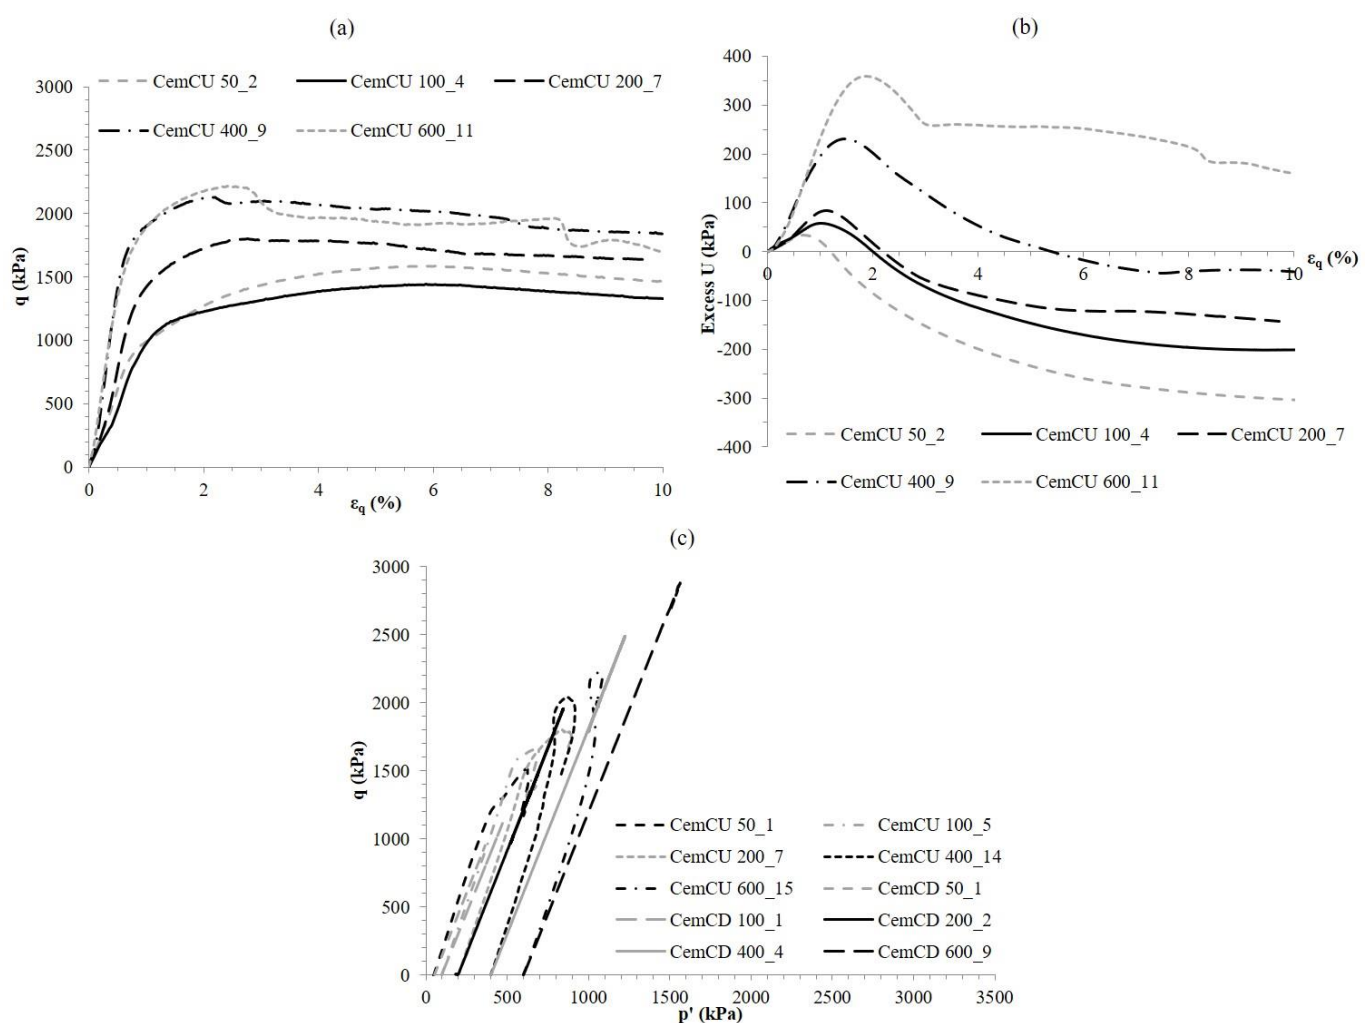 (a)
CemCU 50_2 CemCU 100_4 CemCU 200_7
CemCU 400_9 CemCU 600_11
3000
2500
2000
1500
1000
500
0
q (kPa)
0 2 4 6 8 10
εq (%)
(b)
400
300
200
100
0
-100
-200
-300
-400
Excess U (kPa)
0 2 4 6 8 10
εq (%)
CemCU 50_2 CemCU 100_4 CemCU 200_7
CemCU 400_9 CemCU 600_11
(c)
3000
2500
2000
1500
1000
500
0
q (kPa)
CemCU 50_1 CemCU 100_5
CemCU 200_7 CemCU 400_14
CemCU 600_15 CemCD 50_1
CemCD 100_1 CemCD 200_2
CemCD 400_4 CemCD 600_9
0 500 1000 1500 2000 2500 3000 3500
p' (kPa)